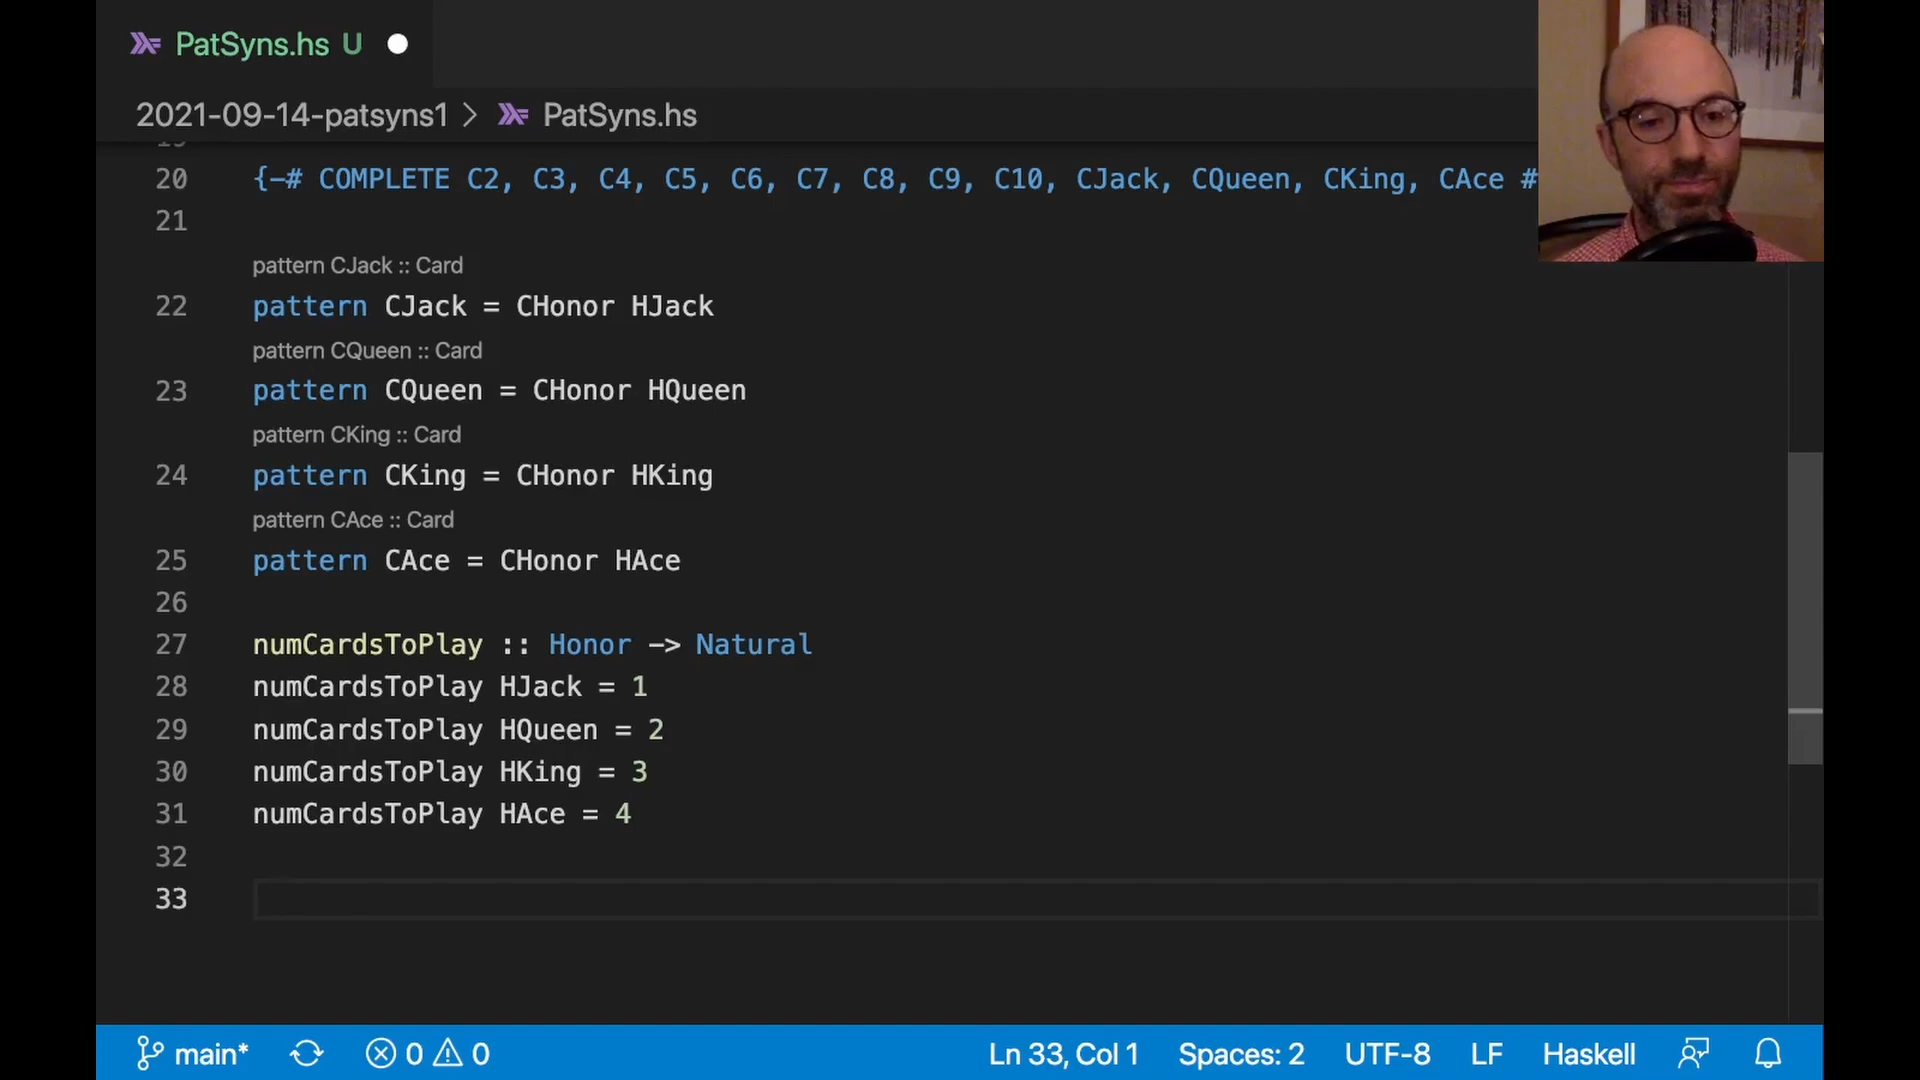 PatSyns.hs U
2021-09-14-patsyns1 > PatSyns.hs
20 {-# COMPLETE C2, C3, C4, C5, C6, C7, C8, C9, C10, CJack, CQueen, CKing, CAce #
21
pattern CJack :: Card
22 pattern CJack = CHonor HJack
pattern CQueen :: Card
23 pattern CQueen = CHonor HQueen
pattern CKing :: Card
24 pattern CKing = CHonor HKing
pattern CAce :: Card
25 pattern CAce = CHonor HAce
26
27 numCardsToPlay :: Honor -> Natural
28 numCardsToPlay HJack = 1
29 numCardsToPlay HQueen = 2
30 numCardsToPlay HKing = 3
31 numCardsToPlay HAce = 4
32
33
main* 0 0 Ln 33, Col 1 Spaces: 2 UTF-8 LF Haskell